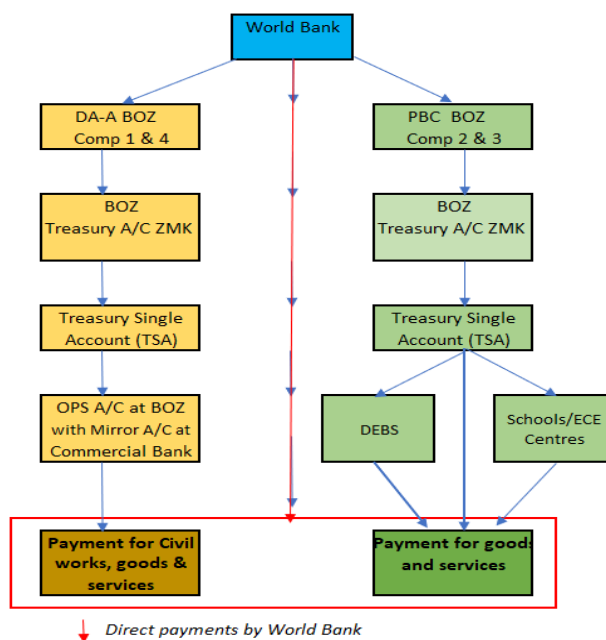 World Bank
DA-A BOZ
Comp 1 & 4
PBC BOZ
Comp 2 & 3
BOZ
Treasury A/C ZMK
BOZ
Treasury A/C ZMK
Treasury Single
Account (TSA)
Treasury Single
Account (TSA)
OPS A/C at BOZ
with Mirror A/C at
Commercial Bank
DEBS
Schools/ECE
Centres
Payment for Civil
works, goods &
services
Payment for goods
and services
Direct payments by World Bank